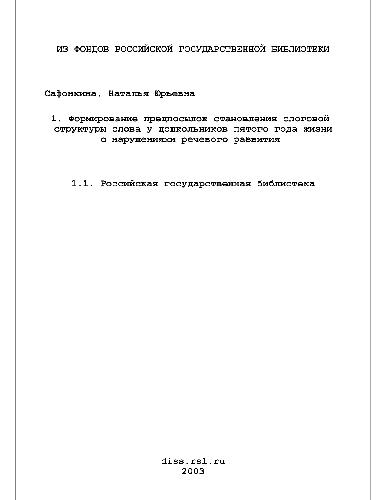 ИЗ ФОНДОВ РОССИЙСКОЙ ГОСУДАРСТВЕННОЙ БИБЛИОТЕКИ
Сафонкина, Наталья Юрьевна
1. Формирование предпосылок становления слоговой
структуры слова у дошкольников пятого года жизни
с нарушениями речевого развития
1.1. Российская государственная библиотека
diss.rsl.ru
2003